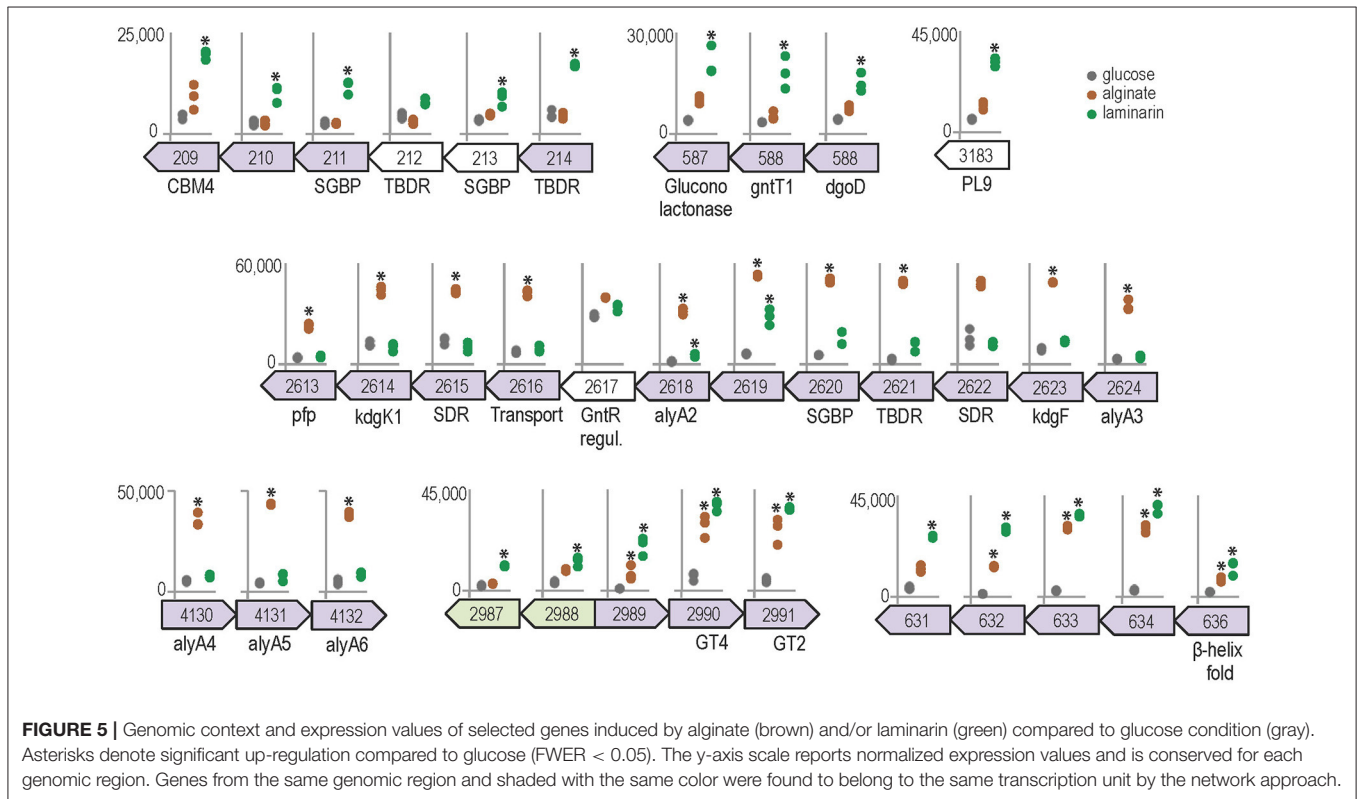 25,000
0
* * * * *
209 210 211 212 213 214
CBM4 SGBP TBDR SGBP TBDR
30,000
0
* * *
587 588 588
Glucono gntT1 dgoD
lactonase
45,000
0
*
3183
PL9
glucose
alginate
laminarin
60,000
0
* * * * * * * * * * * *
2613 2614 2615 2616 2617 2618 2619 2620 2621 2622 2623 2624
pfp kdgK1 SDR Transport GntR alyA2 SGBP TBDR SDR kdgF alyA3
regul.
50,000
0
* * *
4130 4131 4132
alyA4 alyA5 alyA6
45,000
0
* * * * * * * *
2987 2988 2989 2990 2991
GT4 GT2
45,000
0
* * * * * * * * *
631 632 633 634 636
β-helix
fold
FIGURE 5 | Genomic context and expression values of selected genes induced by alginate (brown) and/or laminarin (green) compared to glucose condition (gray).
Asterisks denote significant up-regulation compared to glucose (FWER < 0.05). The y-axis scale reports normalized expression values and is conserved for each
genomic region. Genes from the same genomic region and shaded with the same color were found to belong to the same transcription unit by the network approach.